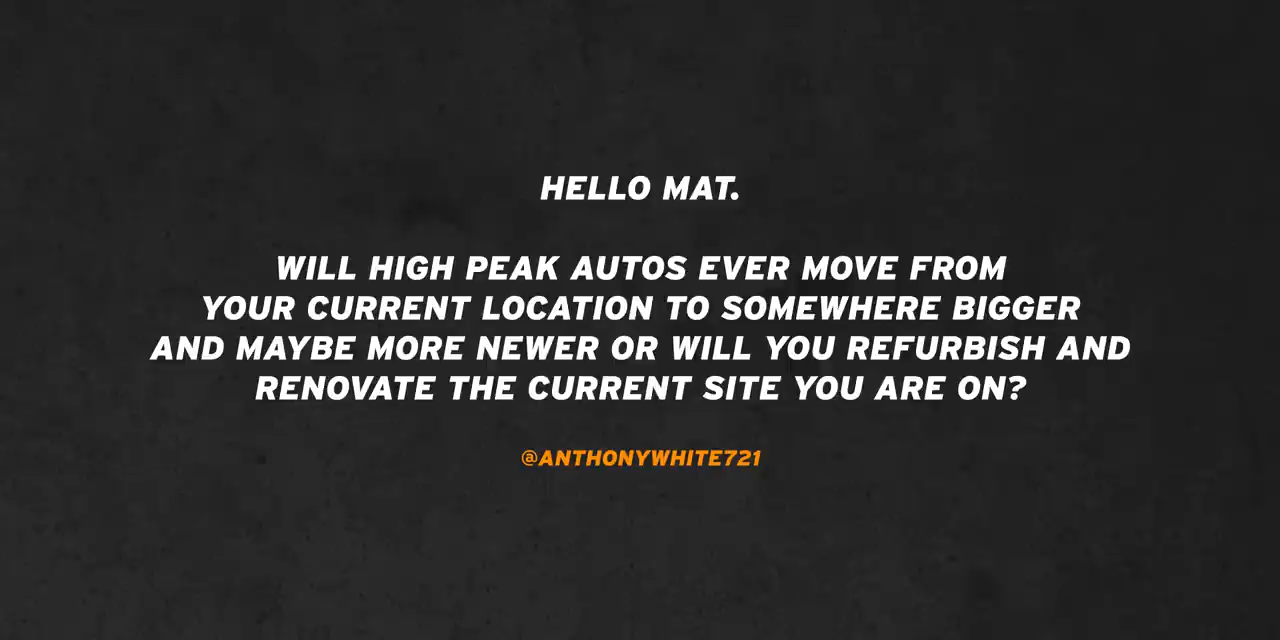 HELLO MAT.
WILL HIGH PEAK AUTOS EVER MOVE FROM
YOUR CURRENT LOCATION TO SOMEWHERE BIGGER
AND MAYBE MORE NEWER OR WILL YOU REFURBISH AND
RENOVATE THE CURRENT SITE YOU ARE ON?
@ANTHONYWHITE721